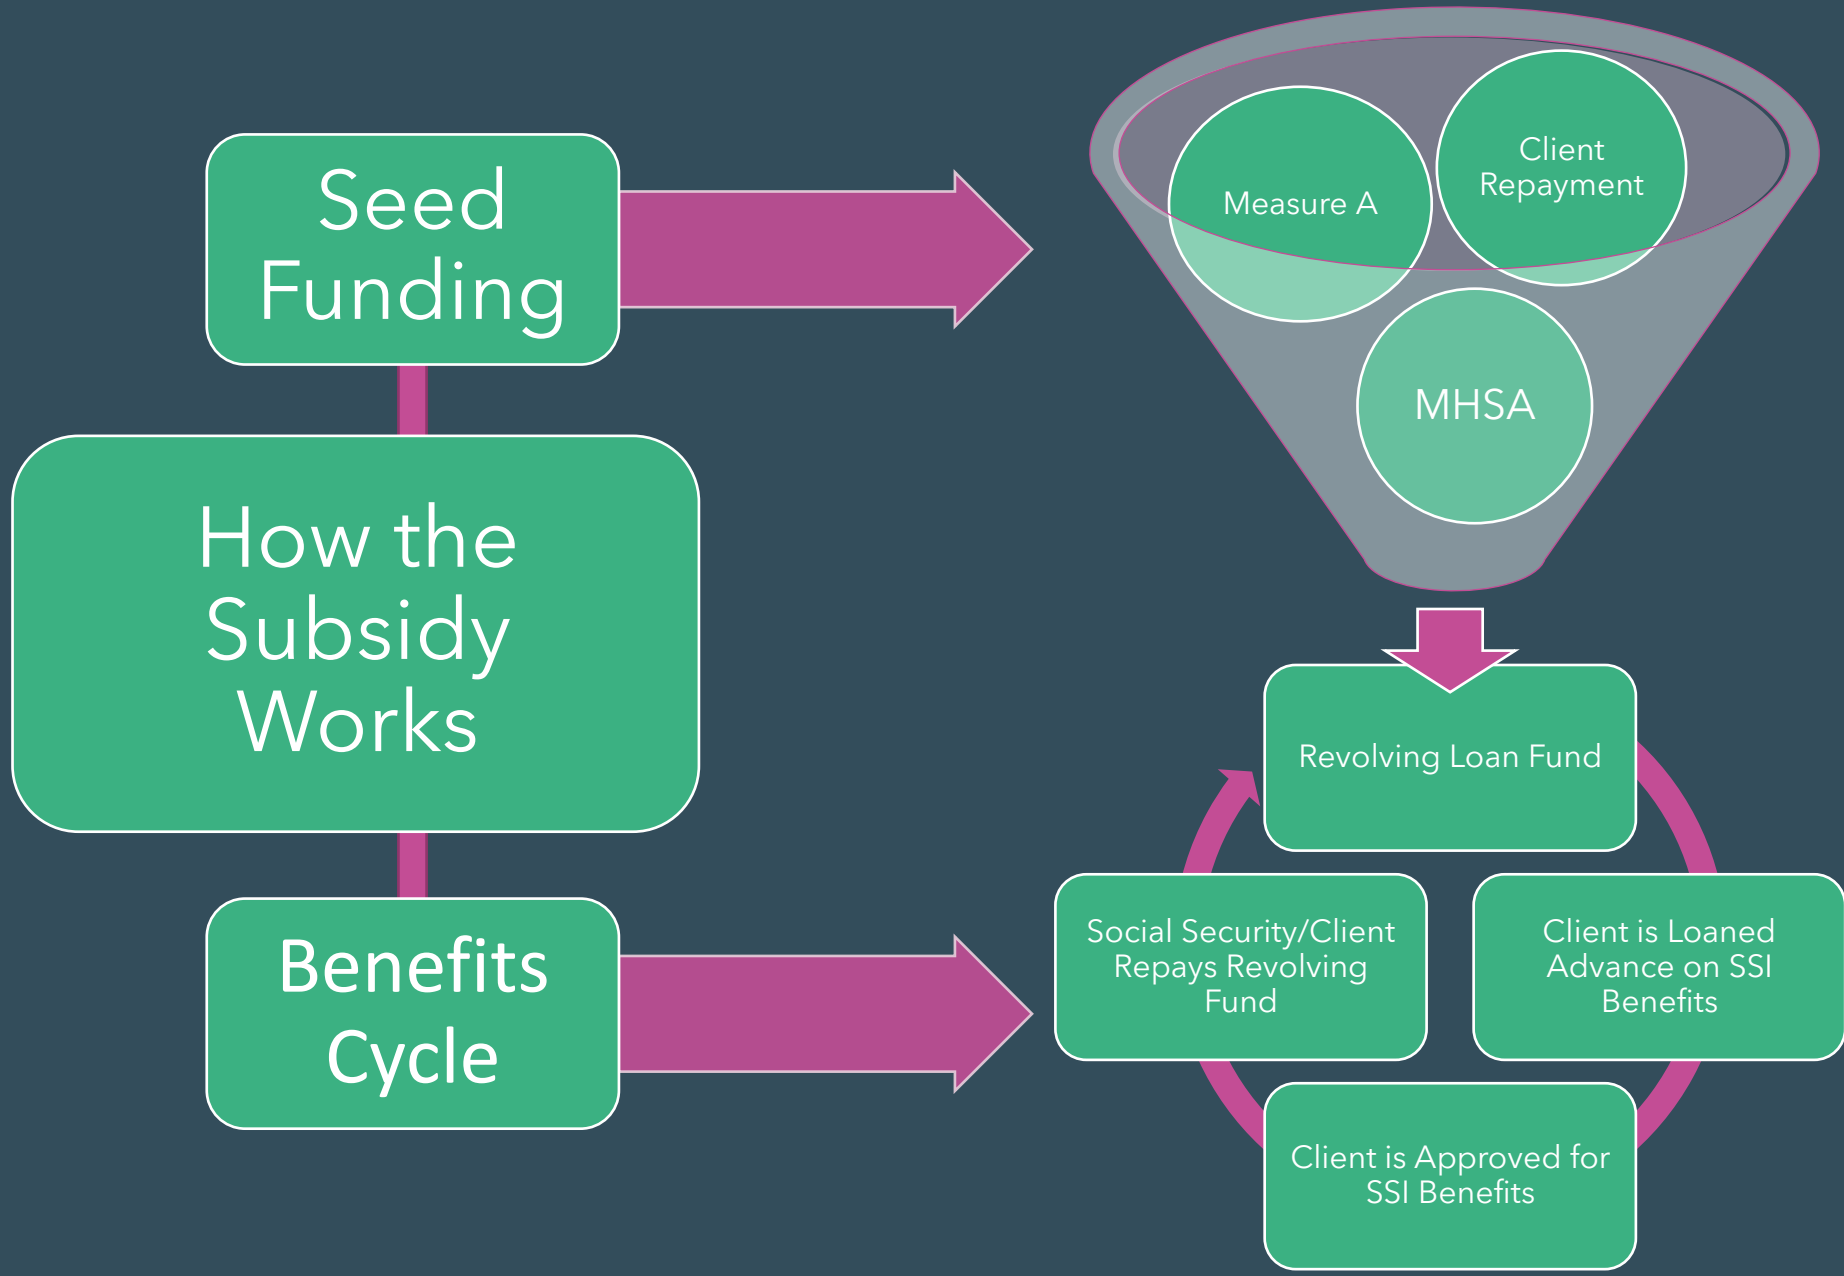 Seed
Funding
How the
Subsidy
Works
Benefits
Cycle
Measure A
Client
Repayment
MHSA
Revolving Loan Fund
Client is Loaned
Advance on SSI
Benefits
Client is Approved for
SSI Benefits
Social Security/Client
Repays Revolving
Fund